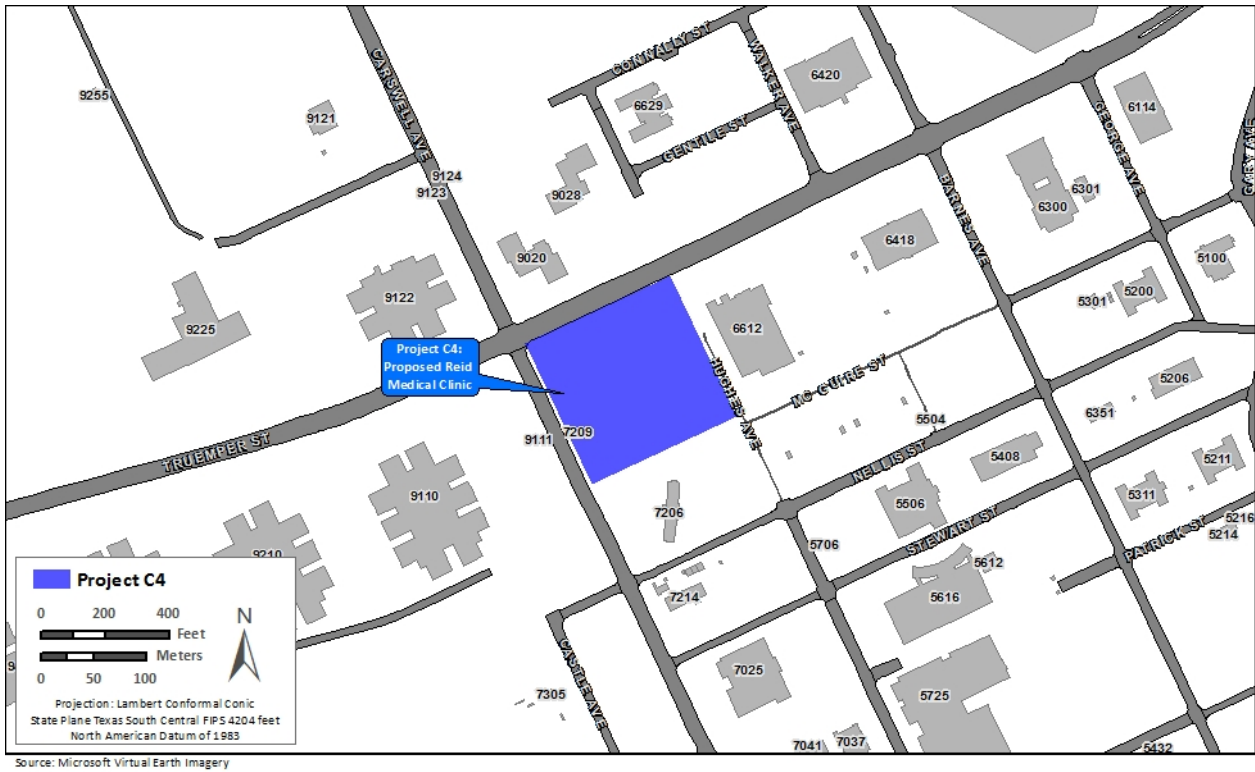 CONNALLY ST
WALKER AVE
6420
CARSWELL AVE
9255
9121
6629
6114
GEORGE AVE
GENTILE ST
GABY AVE
9124
9123
9028
BARNES AVE
6301
6300
6418
9020
5100
9122
5200
5301
9225
6612
Project C4:
Proposed Reid
Medical Clinic
HUGHES AVE
MC GUIRE ST
5206
6351
5504
7209
9111
TRUEMPER ST
NELLIS ST
5408
5211
9110
5311
5506
7206
5216
5214
STEWART ST
PATRICK ST
5706
9210
5612
7214
5616
CASTLE AVE
7025
7305
5725
7041
7037
5432
Project C4
0 200 400
Feet
Meters
0 50 100
N
Projection: Lambert Conformal Conic
State Plane Texas South Central FIPS 4204 feet
North American Datum of 1983
Source: Microsoft Virtual Earth Imagery